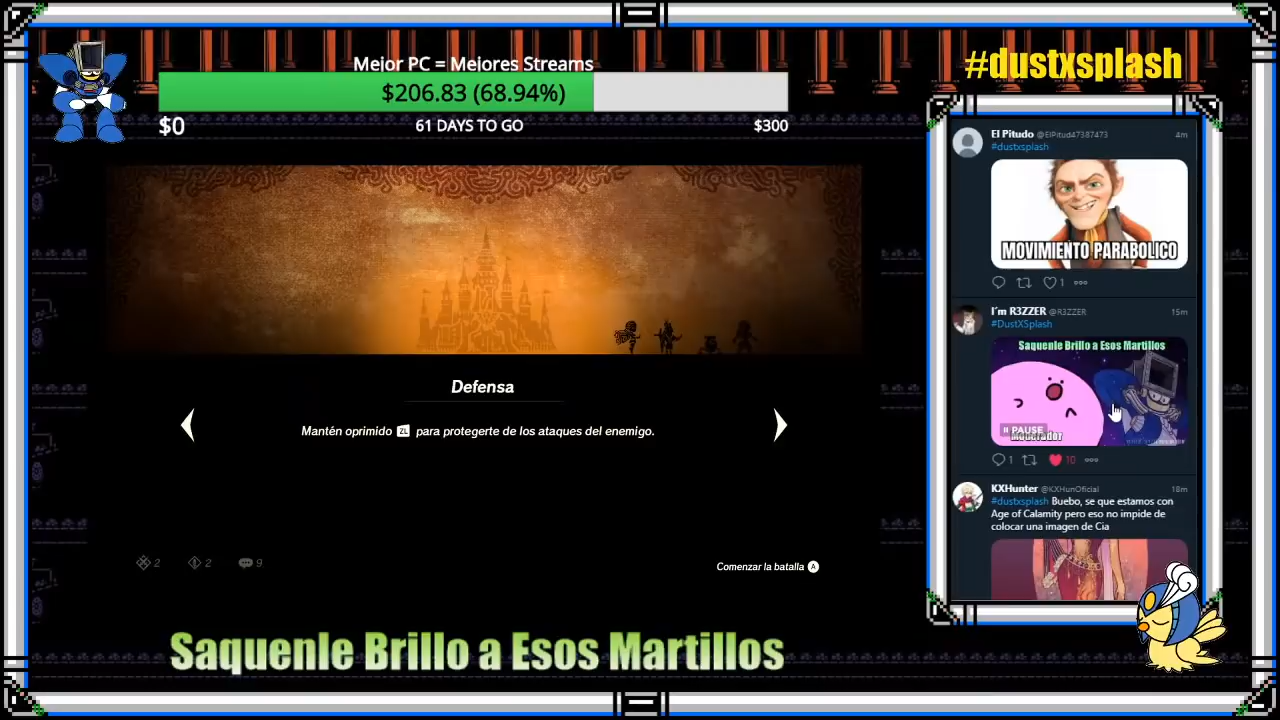 Mejor PC = Mejores Streams
$206.83 (68.94%)
$0
61 DAYS TO GO
$300
Defensa
Mantén oprimido ZL para protegerte de los ataques del enemigo.
2
2
9
Comenzar la batalla A
Saquenle Brillo a Esos Martillos
#dustxsplash
El Pitudo @ElPitud47387473 4m
#dustxsplash
MOVIMIENTO PARABOLICO
1
I´m R3ZZER @R3ZZER 15m
#DustXSplash
Saquenle Brillo a Esos Martillos
PAUSE
Moderador
1
10
KXHunter @KXHunOficial 18m
#dustxsplash Buebo, se que estamos con
Age of Calamity pero eso no impide de
colocar una imagen de Cia